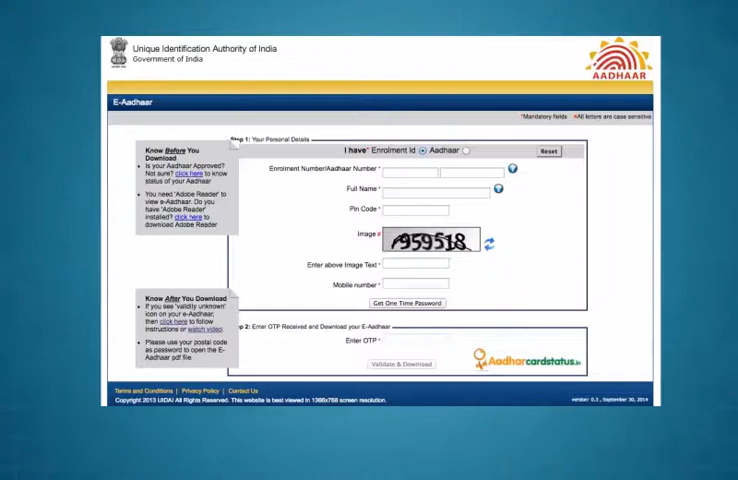 Unique Identification Authority of India
Government of India
AADHAAR
E-Aadhaar
*Mandatory fields #All letters are case sensitive
Step 1: Your Personal Details
I have* Enrolment Id Aadhaar
Reset
Know Before You
Download
Is your Aadhaar Approved?
Not sure? click here to know
status of your Aadhaar
You need 'Adobe Reader' to
view e-Aadhaar. Do you
have 'Adobe Reader'
installed? click here to
download Adobe Reader
Enrolment Number/Aadhaar Number *
Full Name *
Pin Code *
Image #
959518
Enter above Image Text *
Mobile number *
Get One Time Password
Know After You Download
If you see 'validity unknown'
icon on your e-Aadhaar,
then click here to follow
instructions or watch video.
Please use your postal code
as password to open the E-
Aadhaar pdf file.
p 2: Enter OTP Received and Download your E-Aadhaar
Enter OTP *
Validate & Download
Aadharcardstatus.in
Terms and Conditions | Privacy Policy | Contact Us
Copyright 2013 UIDAI All Rights Reserved. This website is best viewed in 1366x768 screen resolution.
version: 0.3 , September 30, 2014